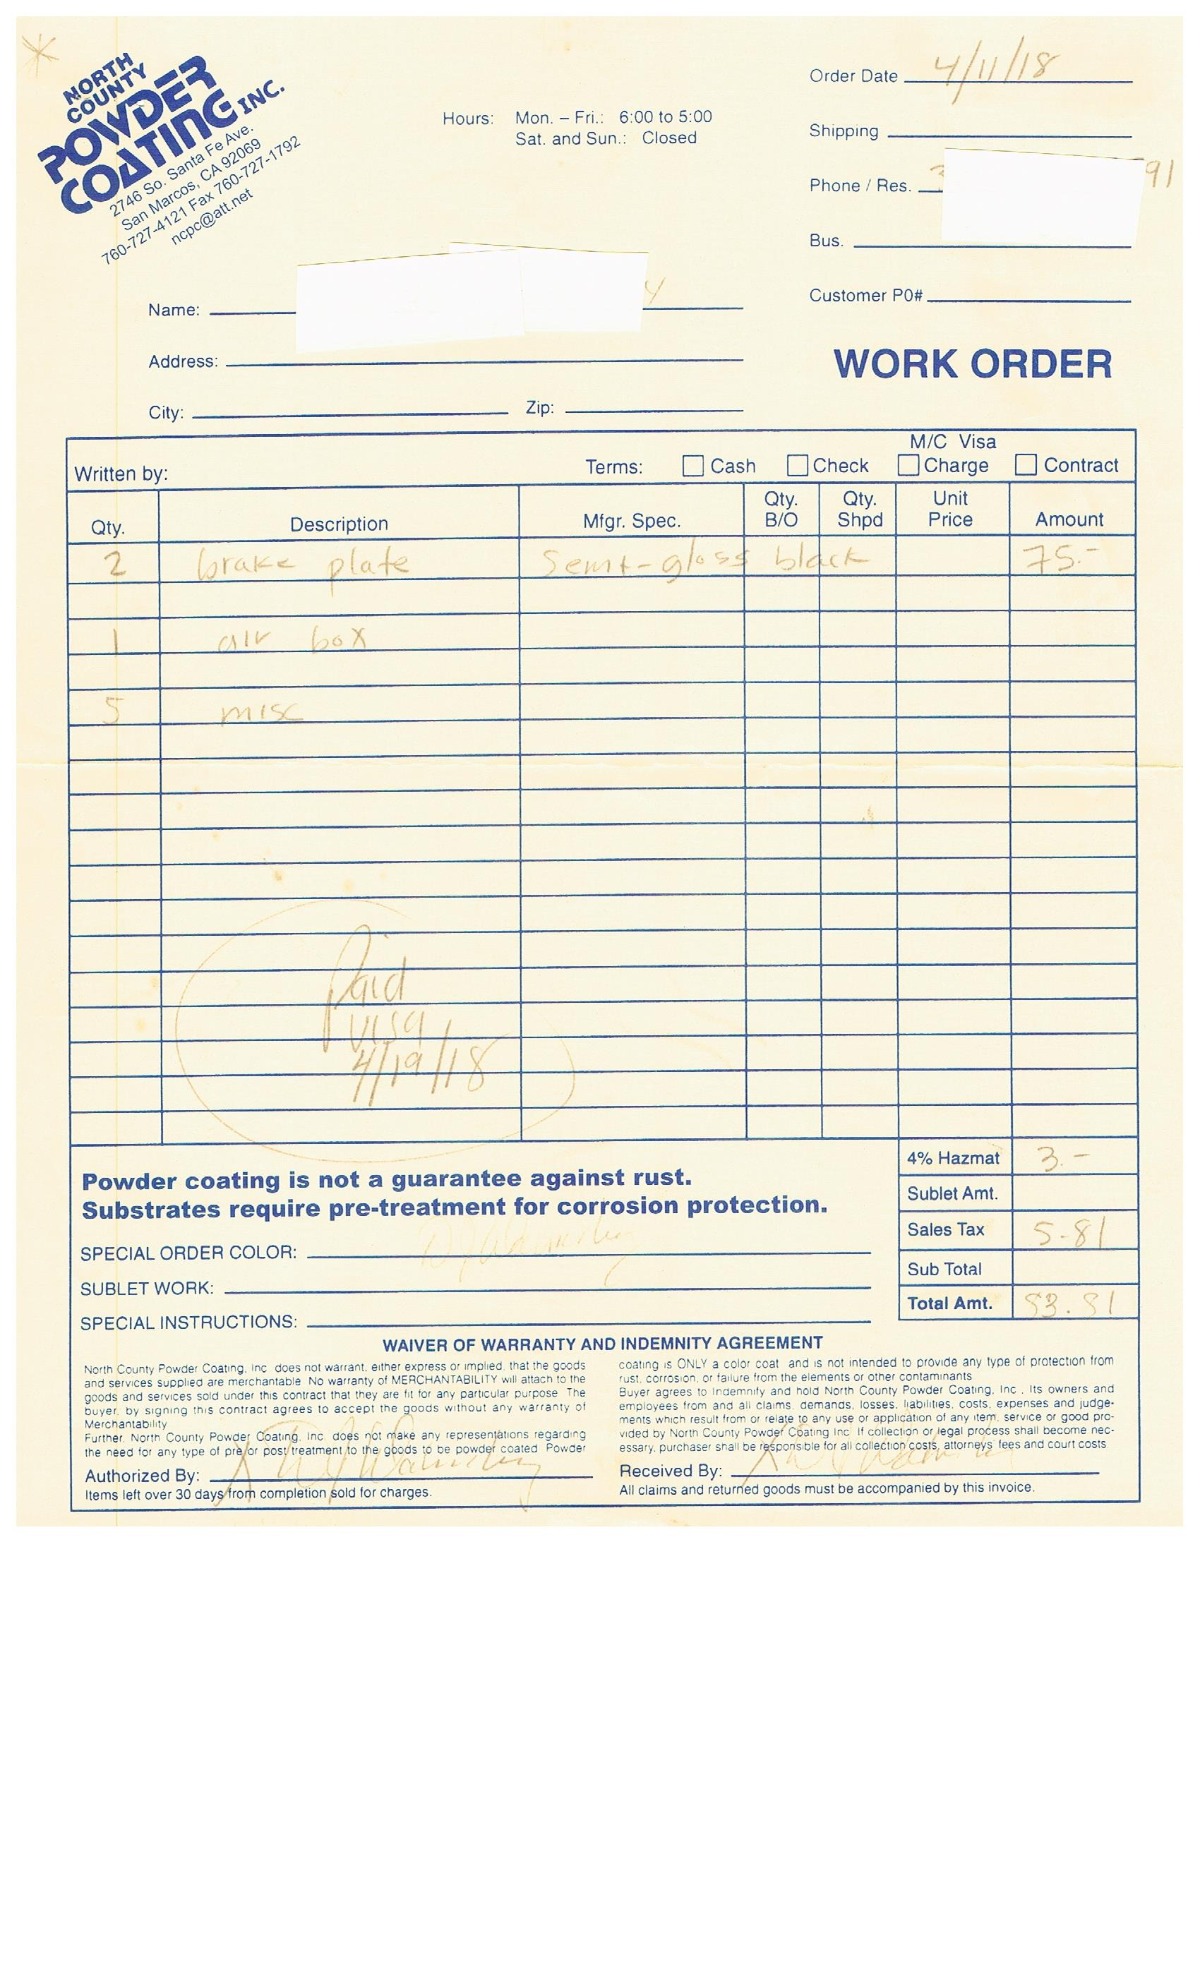 NORTH
COUNTY
POWDER
COATING INC.
2746 So. Santa Fe Ave.
San Marcos, CA 92069
760-727-4121 Fax 760-727-1792
ncpc@att.net
Hours: Mon. – Fri.: 6:00 to 5:00
Sat. and Sun.: Closed
Order Date 4/11/18
Shipping
Phone / Res. 91
Bus.
Customer PO#
Name: y
Address:
City: Zip:
WORK ORDER
Written by: Terms: Cash Check M/C Visa Charge Contract
Qty. Description Mfgr. Spec. Qty. B/O Qty. Shpd Unit Price Amount
2 brake plate semi-gloss black 75.-
1 air box
5 misc
Paid
visa
4/19/18
4% Hazmat 3.-
Sublet Amt.
Sales Tax 5.81
Sub Total
Total Amt. 83.81
Powder coating is not a guarantee against rust.
Substrates require pre-treatment for corrosion protection.
SPECIAL ORDER COLOR:
SUBLET WORK:
SPECIAL INSTRUCTIONS:
WAIVER OF WARRANTY AND INDEMNITY AGREEMENT
North County Powder Coating, Inc. does not warrant, either express or implied, that the goods
and services supplied are merchantable. No warranty of MERCHANTABILITY will attach to the
goods and services sold under this contract that they are fit for any particular purpose. The
buyer, by signing this contract agrees to accept the goods without any warranty of
Merchantability.
Further, North County Powder Coating, Inc. does not make any representations regarding
the need for any type of pre/or post/treatment to the goods to be powder coated. Powder
coating is ONLY a color coat and is not intended to provide any type of protection from
rust, corrosion, or failure from the elements or other contaminants
Buyer agrees to Indemnify and hold North County Powder Coating, Inc., Its owners and
employees from and all claims, demands, losses, liabilities, costs, expenses and judge-
ments which result from or relate to any use or application of any item, service or good pro-
vided by North County Powder Coating Inc. If collection or legal process shall become nec-
essary, purchaser shall be responsible for all collection costs, attorneys' fees and court costs
Authorized By:
Items left over 30 days from completion sold for charges.
Received By:
All claims and returned goods must be accompanied by this invoice.